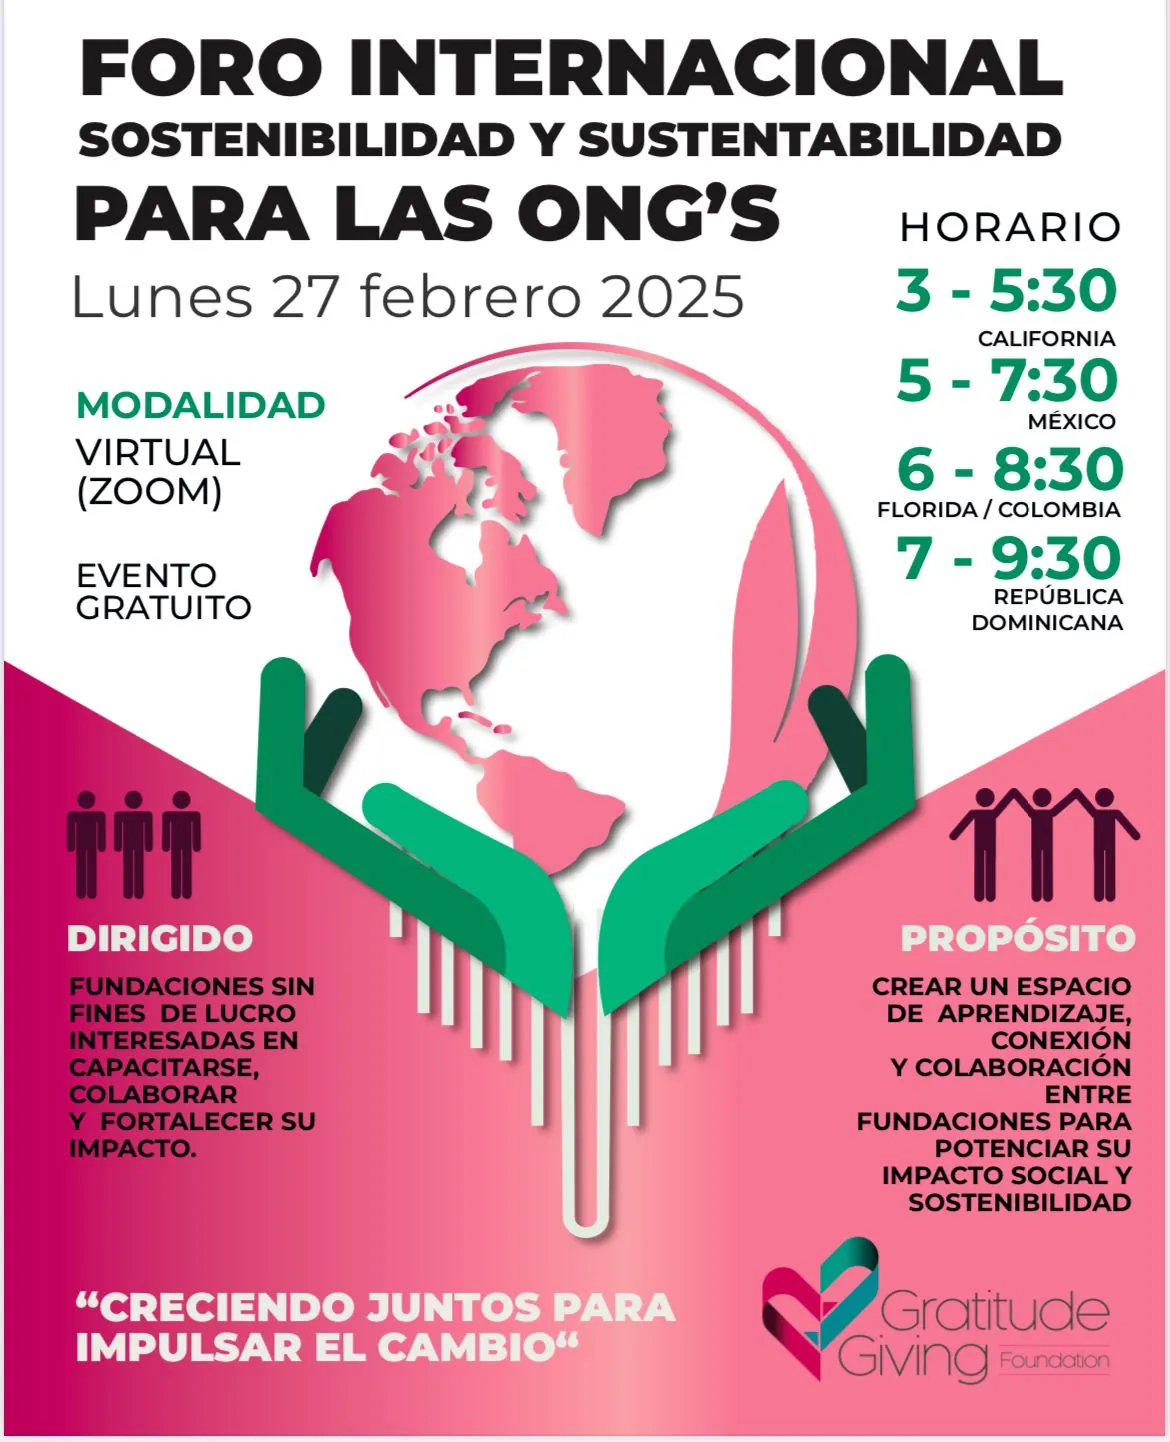 FORO INTERNACIONAL
SOSTENIBILIDAD Y SUSTENTABILIDAD
PARA LAS ONG’S
Lunes 27 febrero 2025
HORARIO
3 - 5:30
CALIFORNIA
5 - 7:30
MÉXICO
6 - 8:30
FLORIDA / COLOMBIA
7 - 9:30
REPÚBLICA
DOMINICANA
MODALIDAD
VIRTUAL
(ZOOM)
EVENTO
GRATUITO
DIRIGIDO
FUNDACIONES SIN
FINES DE LUCRO
INTERESADAS EN
CAPACITARSE,
COLABORAR
Y FORTALECER SU
IMPACTO.
PROPÓSITO
CREAR UN ESPACIO
DE APRENDIZAJE,
CONEXIÓN
Y COLABORACIÓN
ENTRE
FUNDACIONES PARA
POTENCIAR SU
IMPACTO SOCIAL Y
SOSTENIBILIDAD
“CRECIENDO JUNTOS PARA
IMPULSAR EL CAMBIO“
Gratitude
Giving Foundation